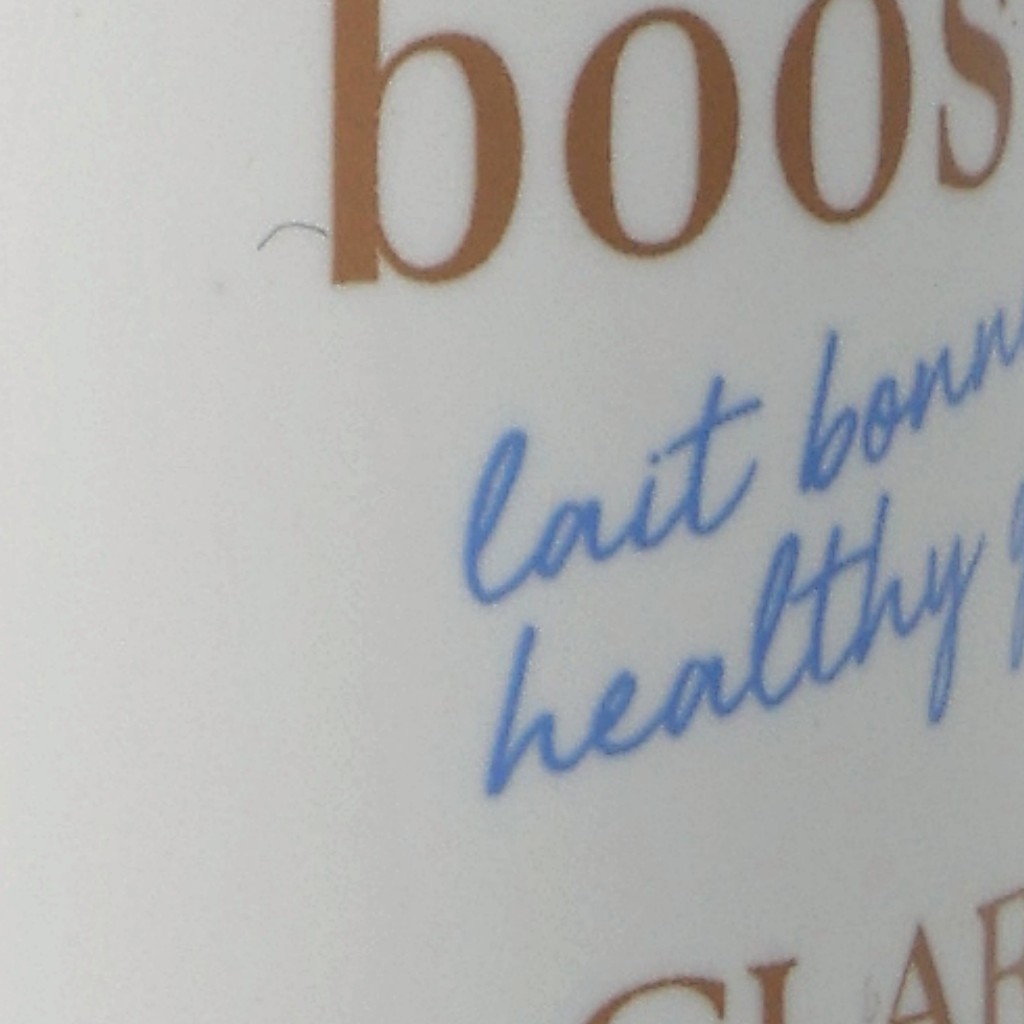 boos
lait bonn
healthy
CLAR